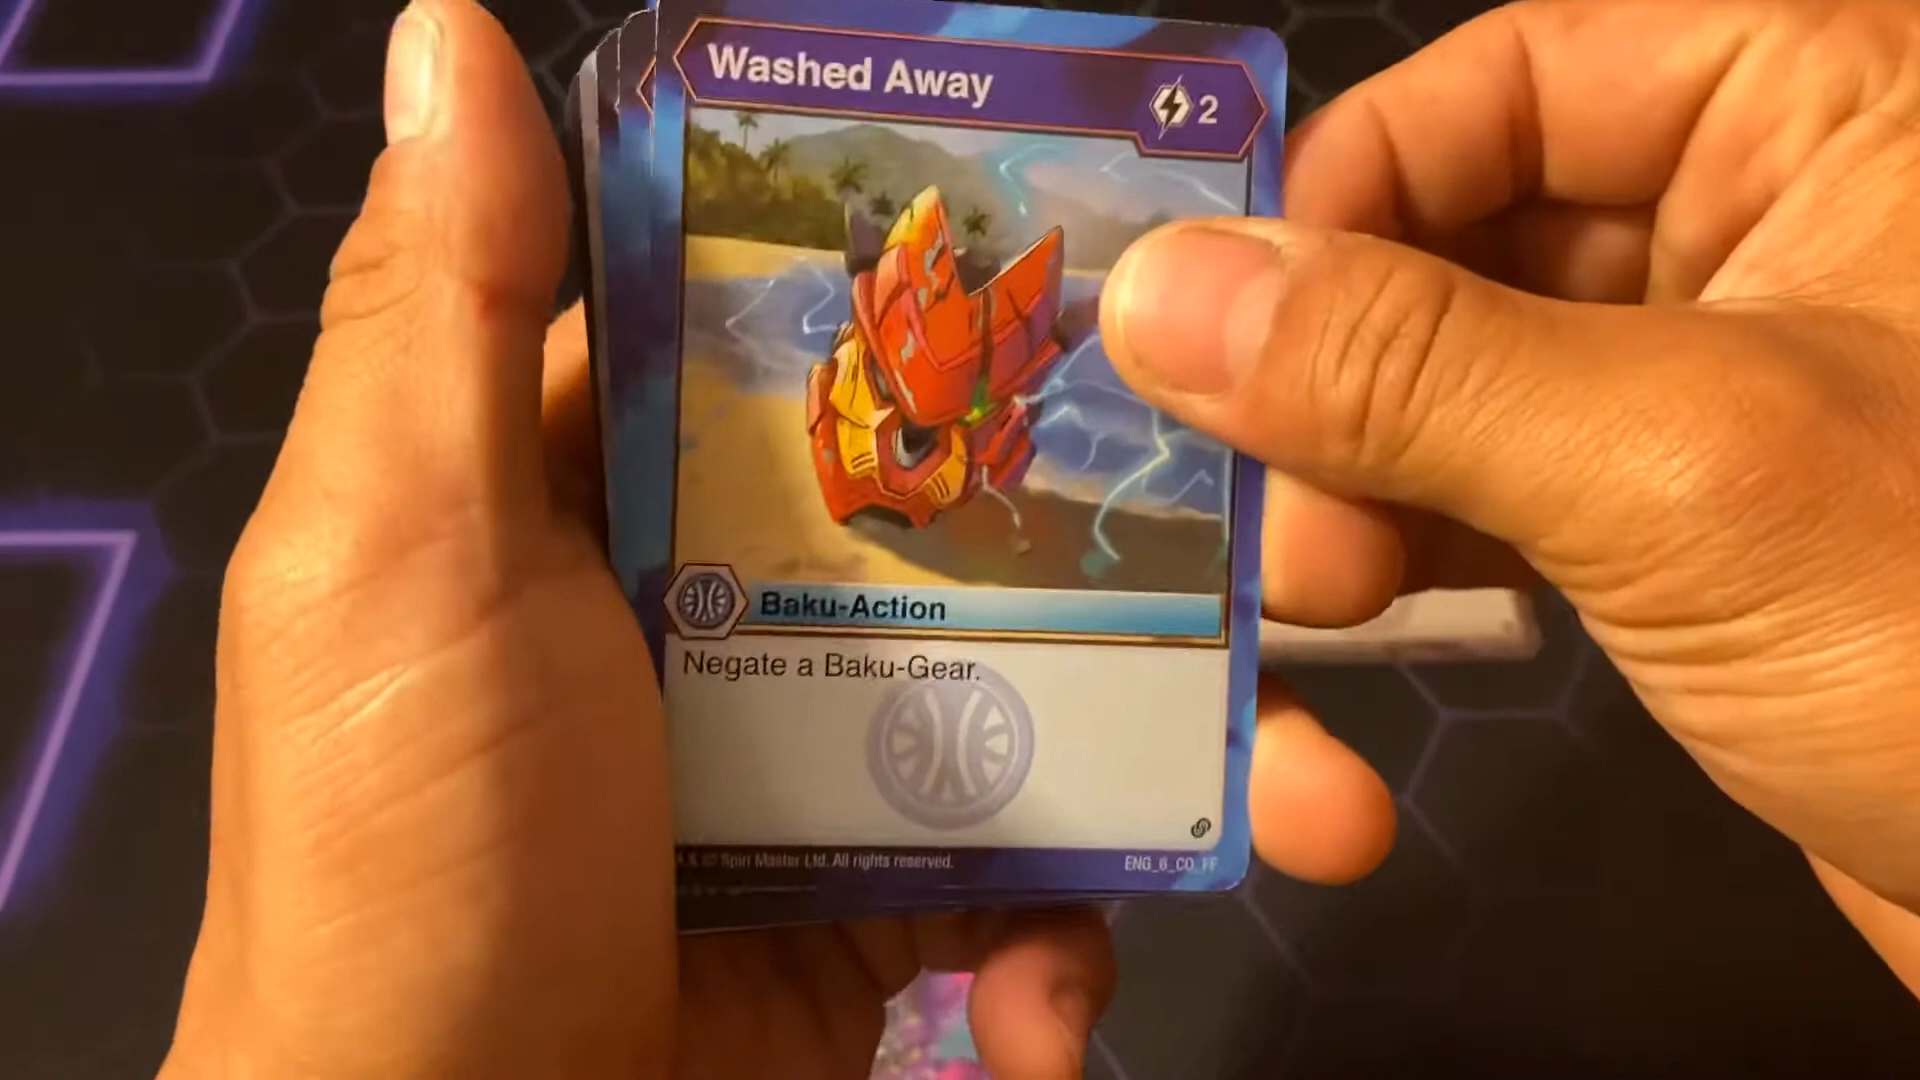 Washed Away
2
Baku-Action
Negate a Baku-Gear.
Spin Master Ltd. All rights reserved.
ENG_6_CO_FF